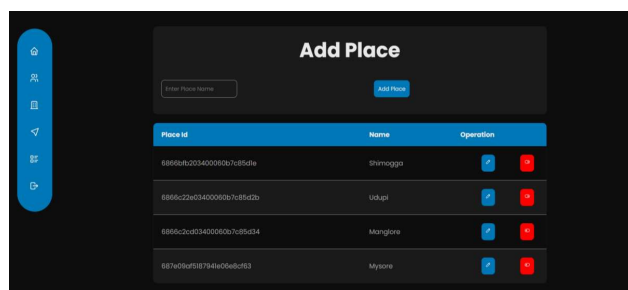 Add Place
Enter Place Name
Add Place
Place Id Name Operation
6866bfb203400060b7c85d1e Shimogga
6866c22e03400060b7c85d2b Udupi
6866c2cd03400060b7c85d34 Manglore
687e09af5187941e06e8cf63 Mysore